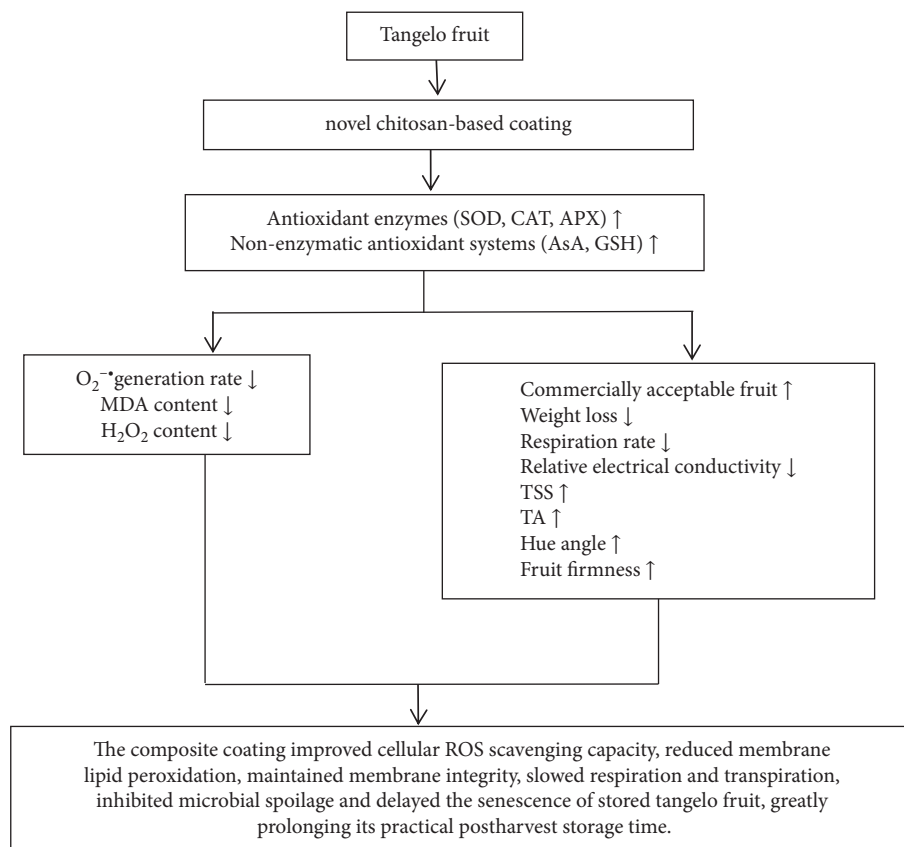 Tangelo fruit
novel chitosan-based coating
Antioxidant enzymes (SOD, CAT, APX) ↑
Non-enzymatic antioxidant systems (AsA, GSH) ↑
O₂⁻•generation rate ↓
MDA content ↓
H₂O₂ content ↓
Commercially acceptable fruit ↑
Weight loss ↓
Respiration rate ↓
Relative electrical conductivity ↓
TSS ↑
TA ↑
Hue angle ↑
Fruit firmness ↑
The composite coating improved cellular ROS scavenging capacity, reduced membrane
lipid peroxidation, maintained membrane integrity, slowed respiration and transpiration,
inhibited microbial spoilage and delayed the senescence of stored tangelo fruit, greatly
prolonging its practical postharvest storage time.